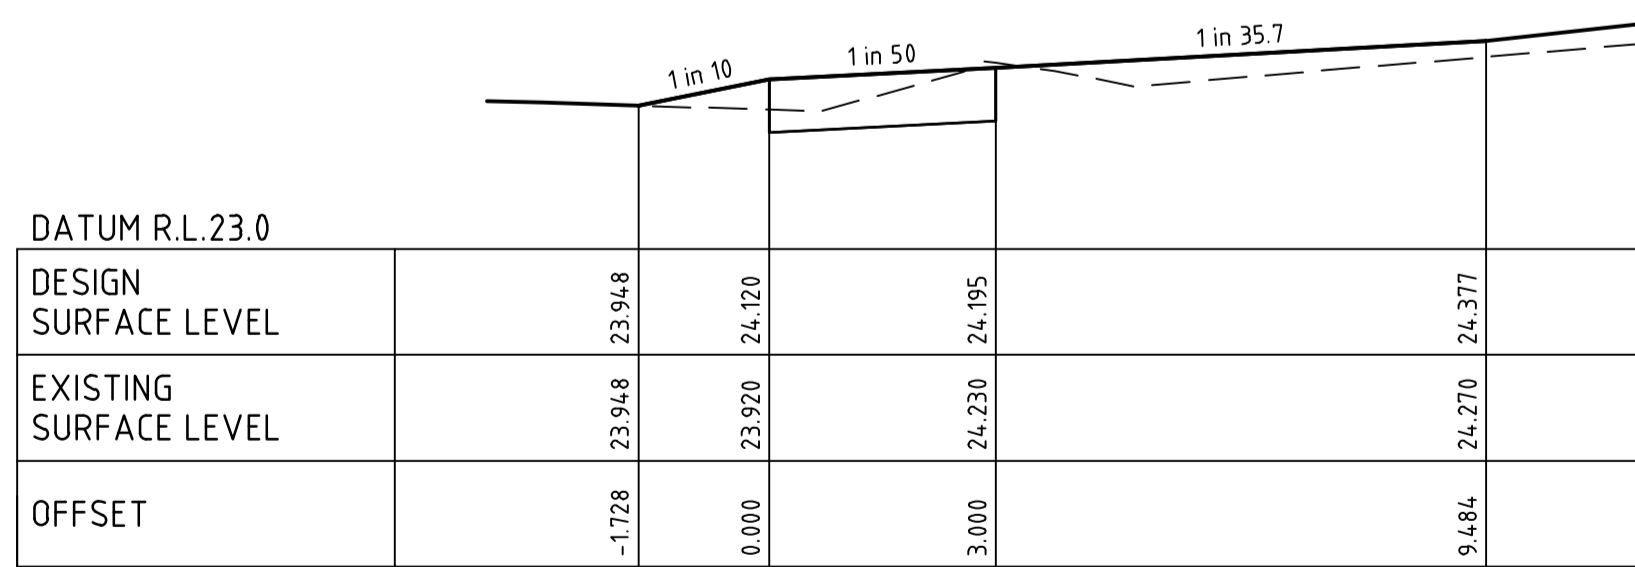 1 in 10
1 in 50
1 in 35.7
DATUM R.L.23.0
DESIGN
SURFACE LEVEL
23.948
24.120
24.195
24.377
EXISTING
SURFACE LEVEL
23.948
23.920
24.230
24.270
OFFSET
-1.728
0.000
3.000
9.484